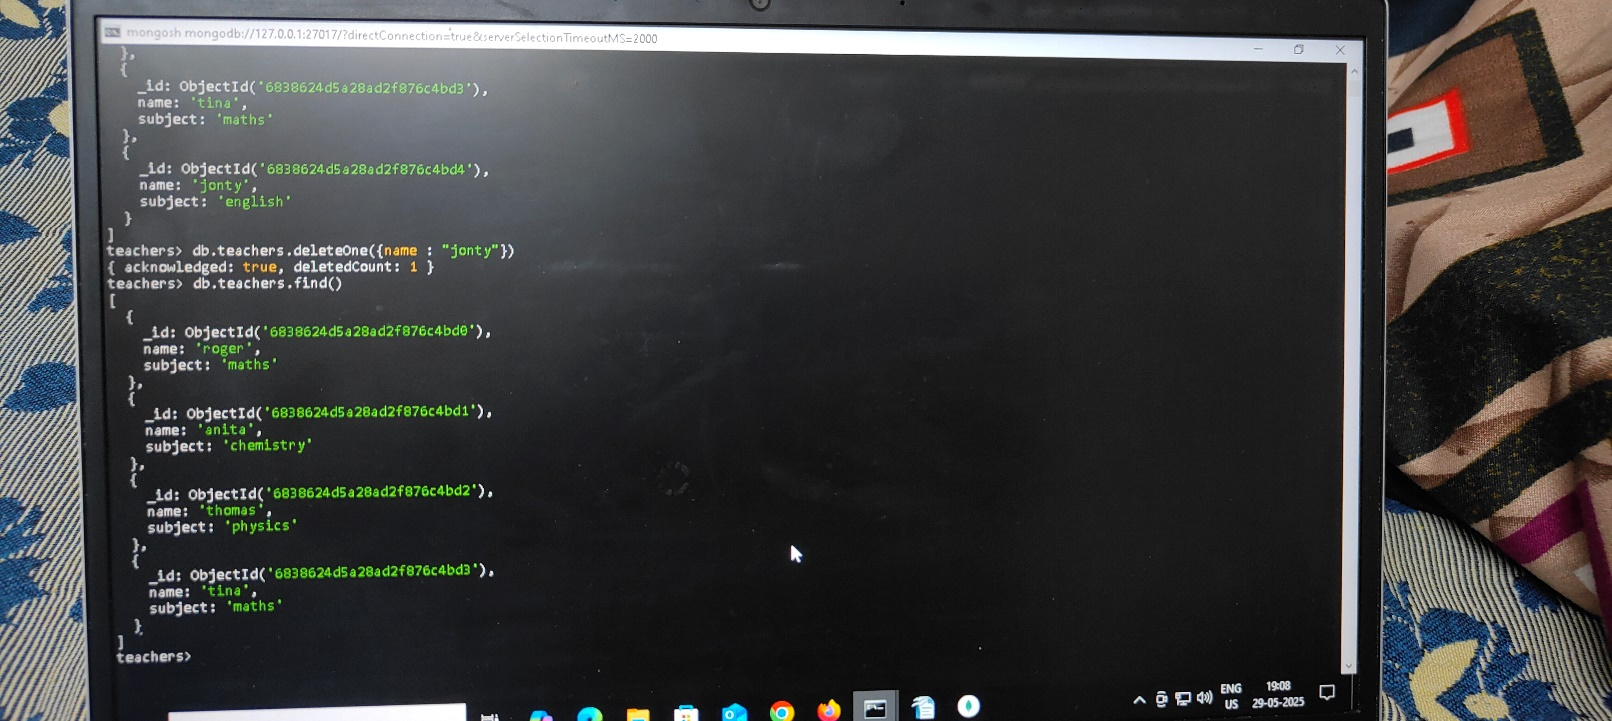 mongosh mongodb://127.0.0.1:27017/?directConnection=true&serverSelectionTimeoutMS=2000
},
{
_id: ObjectId('6838624d5a28ad2f876c4bd3'),
name: 'tina',
subject: 'maths'
},
{
_id: ObjectId('6838624d5a28ad2f876c4bd4'),
name: 'jonty',
subject: 'english'
}
]
teachers> db.teachers.deleteOne({name : "jonty"})
{ acknowledged: true, deletedCount: 1 }
teachers> db.teachers.find()
[
{
_id: ObjectId('6838624d5a28ad2f876c4bd0'),
name: 'roger',
subject: 'maths'
},
{
_id: ObjectId('6838624d5a28ad2f876c4bd1'),
name: 'anita',
subject: 'chemistry'
},
{
_id: ObjectId('6838624d5a28ad2f876c4bd2'),
name: 'thomas',
subject: 'physics'
},
{
_id: ObjectId('6838624d5a28ad2f876c4bd3'),
name: 'tina',
subject: 'maths'
}
]
teachers>
ENG
US
19:08
29-05-2025